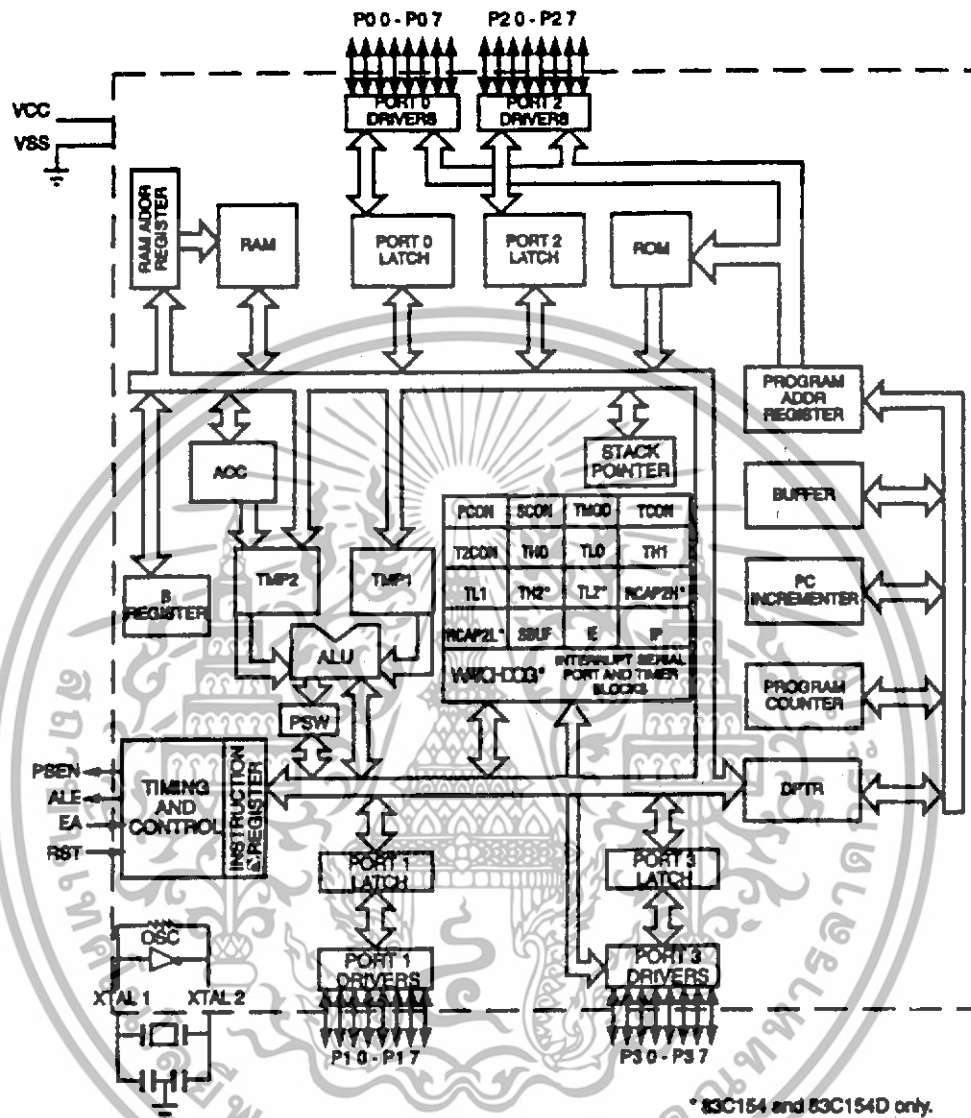 P0 0 - P0 7
P2 0 - P2 7
VCC
VSS
PORT 0
DRIVERS
PORT 2
DRIVERS
RAM ADDR
REGISTER
RAM
PORT 0
LATCH
PORT 2
LATCH
ROM
PROGRAM
ADDR
REGISTER
ACC
STACK
POINTER
BUFFER
PCON SCON TMOD TCON
T2CON TH0 TL0 TH1
TL1 TH2* TL2* RCAP2H*
RCAP2L* SBUF IE IP
WATCHDOG*
INTERRUPT SERIAL
PORT AND TIMER
BLOCKS
B
REGISTER
TMP2
TMP1
ALU
PC
INCREMENTER
PROGRAM
COUNTER
PSW
PSEN
ALE
EA
RST
TIMING
AND
CONTROL
INSTRUCTION
REGISTER
DPTR
PORT 1
LATCH
PORT 3
LATCH
OSC
XTAL 1
XTAL 2
PORT 1
DRIVERS
PORT 3
DRIVERS
P1 0 - P1 7
P3 0 - P3 7
* 83C154 and 83C154D only.